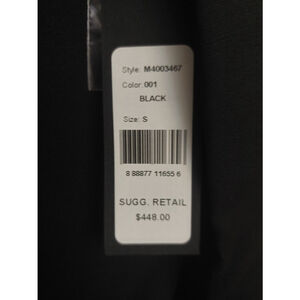 Style: M4003467
Color: 001
BLACK
Size: S
8 88877 11655 6
SUGG. RETAIL
$448.00